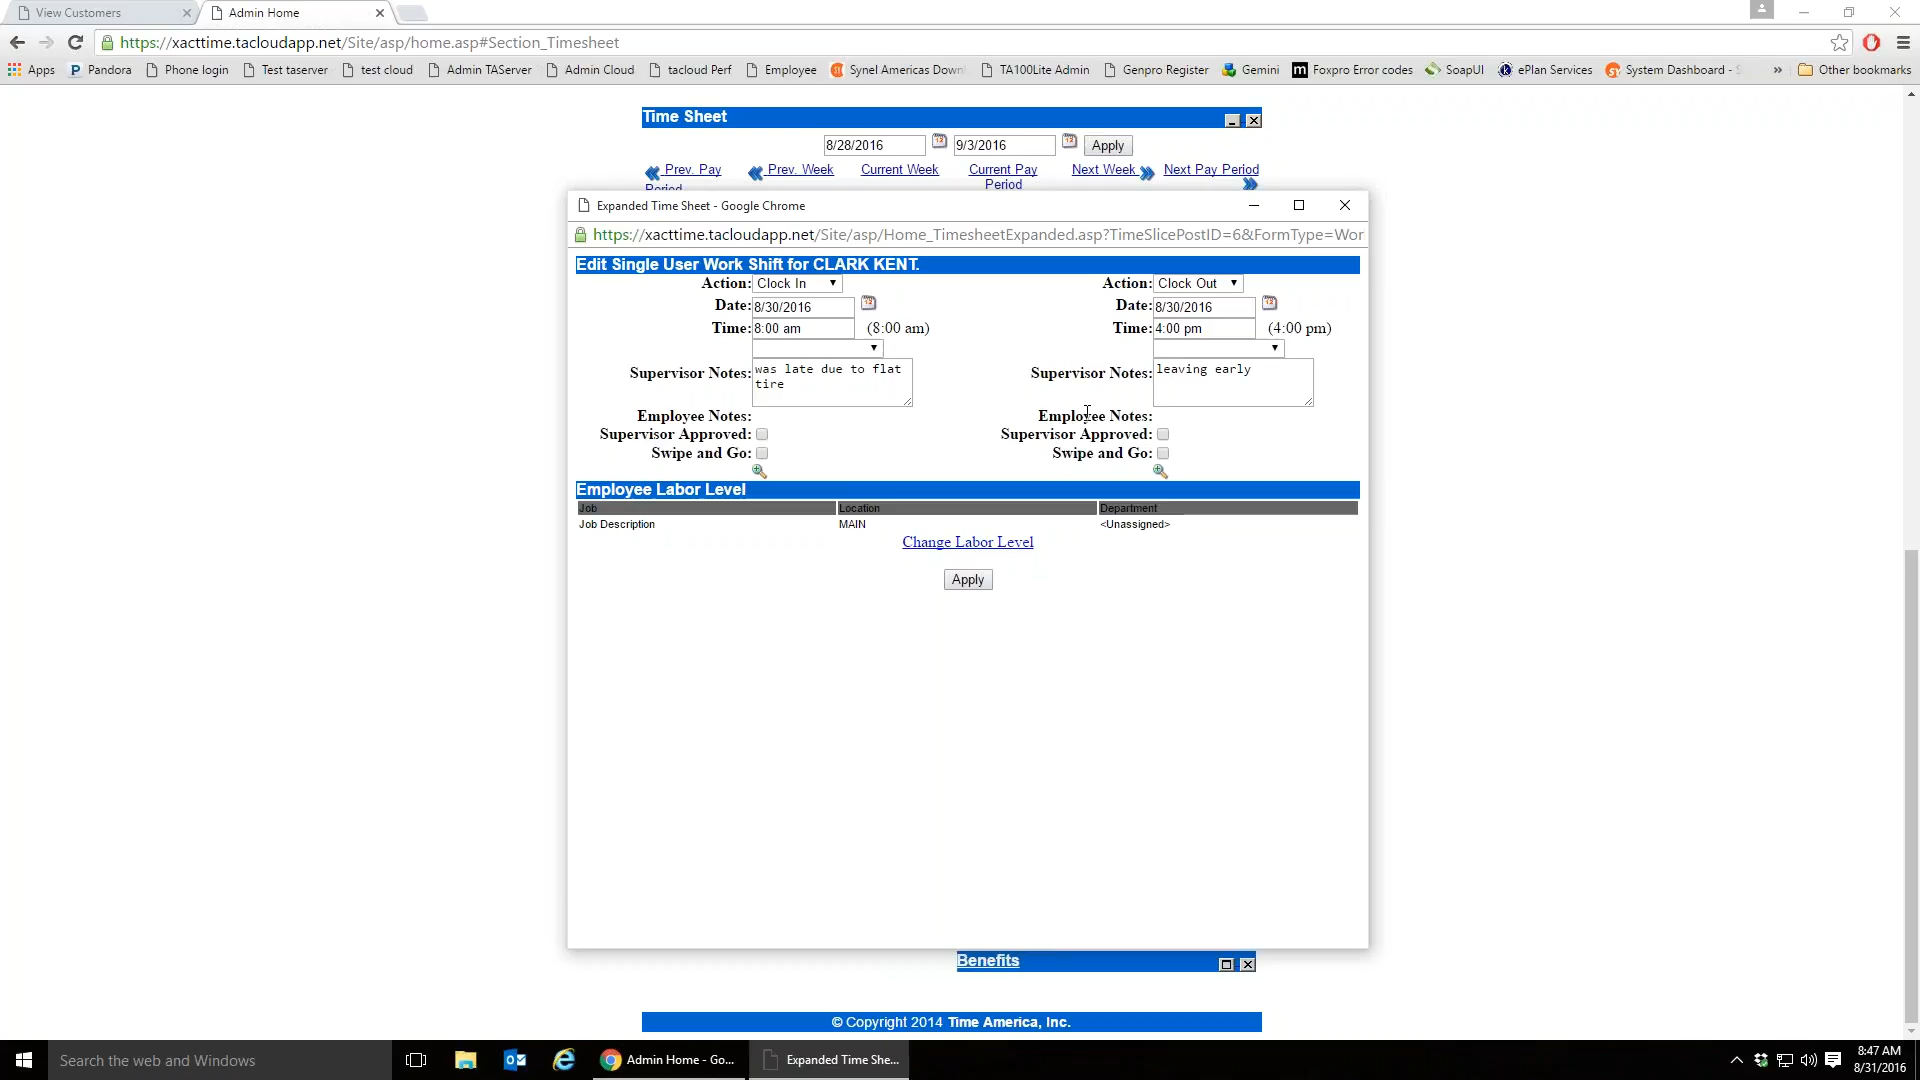 View Customers
Admin Home
https://xacttime.tacloudapp.net/Site/asp/home.asp#Section_Timesheet
Apps Pandora Phone login Test taserver test cloud Admin TAServer Admin Cloud tacloud Perf Employee Synel Americas Down TA100Lite Admin Genpro Register Gemini Foxpro Error codes SoapUI ePlan Services System Dashboard - S » Other bookmarks
Time Sheet
8/28/2016 9/3/2016 Apply
Prev. Pay Period Prev. Week Current Week Current Pay Period Next Week Next Pay Period
Expanded Time Sheet - Google Chrome
https://xacttime.tacloudapp.net/Site/asp/Home_TimesheetExpanded.asp?TimeSlicePostID=6&FormType=Wor
Edit Single User Work Shift for CLARK KENT.
Action: Clock In Action: Clock Out
Date: 8/30/2016 Date: 8/30/2016
Time: 8:00 am (8:00 am) Time: 4:00 pm (4:00 pm)
Supervisor Notes: was late due to flat Supervisor Notes: leaving early
tire
Employee Notes: Employee Notes:
Supervisor Approved: Supervisor Approved:
Swipe and Go: Swipe and Go:
Employee Labor Level
Job Location Department
Job Description MAIN <Unassigned>
Change Labor Level
Apply
Benefits
© Copyright 2014 Time America, Inc.
Search the web and Windows
Admin Home - Go...
Expanded Time She...
8:47 AM
8/31/2016